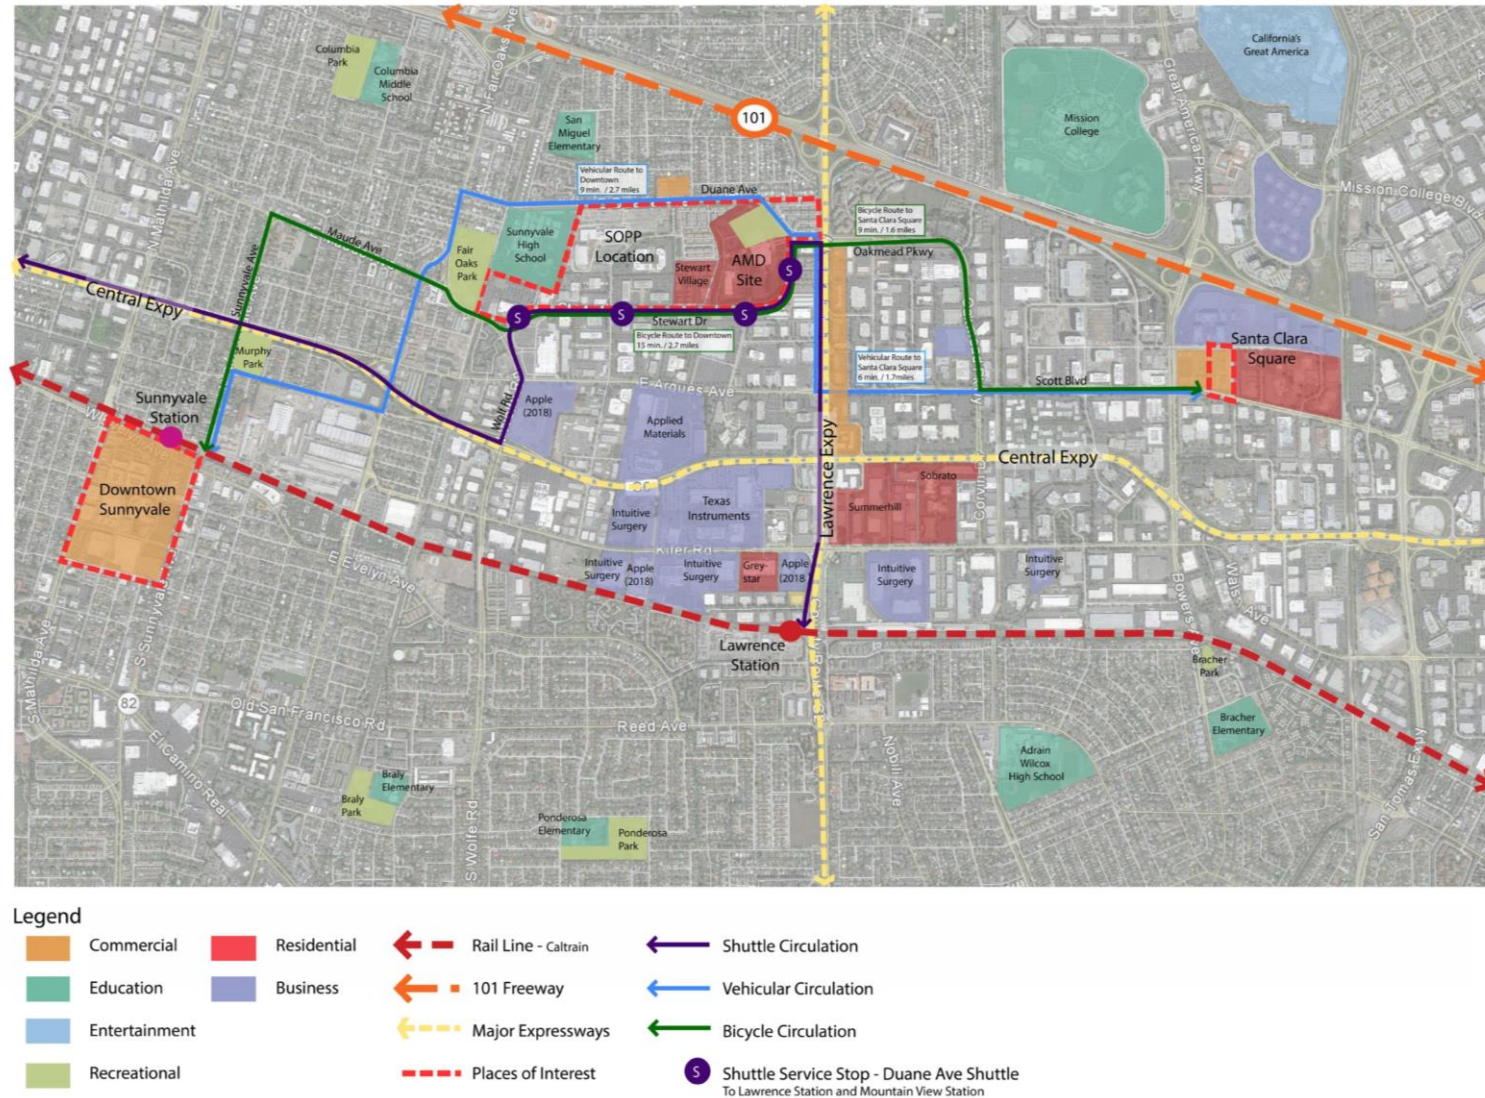 California's
Great America
Columbia
Park
Columbia
Middle
School
N Fair Oaks Ave
San
Miguel
Elementary
101
Mission
College
Great America Pkwy
Mission College Blvd
N Mathilda Ave
Vehicular Route to
Downtown
9 min. / 2.7 miles
Duane Ave
Bicycle Route to
Santa Clara Square
9 min. / 1.6 miles
Oakmead Pkwy
Sunnyvale
High
School
SOPP
Location
Fair
Oaks
Park
Stewart
Village
AMD
Site
Maude Ave
Sunnyvale Ave
Central Expy
S
S
S
S
Stewart Dr
Bicycle Route to Downtown
15 min. / 2.7 miles
Murphy
Park
Vehicular Route to
Santa Clara Square
6 min. / 1.7miles
Santa Clara
Square
Scott Blvd
E Arques Ave
Sunnyvale
Station
Wolf Rd
Apple
(2018)
Applied
Materials
Lawrence Expy
Central Expy
Downtown
Sunnyvale
Sobrato
Summerhill
Texas
Instruments
Intuitive
Surgery
Kifer Rd
Intuitive
Surgery
Apple
(2018)
Intuitive
Surgery
Grey-
star
Apple
(2018
Intuitive
Surgery
Intuitive
Surgery
E Evelyn Ave
Bowers Ave
Lawrence
Station
Bracher
Park
S Mathilda Ave
82
Old San Francisco Rd
Reed Ave
El Camino Real
Bracher
Elementary
Adrain
Wilcox
High School
Nobili Ave
San Tomas Expy
Braly
Elementary
Braly
Park
S Wolfe Rd
Ponderosa
Elementary
Ponderosa
Park
Legend
Commercial
Residential
Rail Line - Caltrain
Shuttle Circulation
Education
Business
101 Freeway
Vehicular Circulation
Entertainment
Major Expressways
Bicycle Circulation
Recreational
Places of Interest
S
Shuttle Service Stop - Duane Ave Shuttle
To Lawrence Station and Mountain View Station